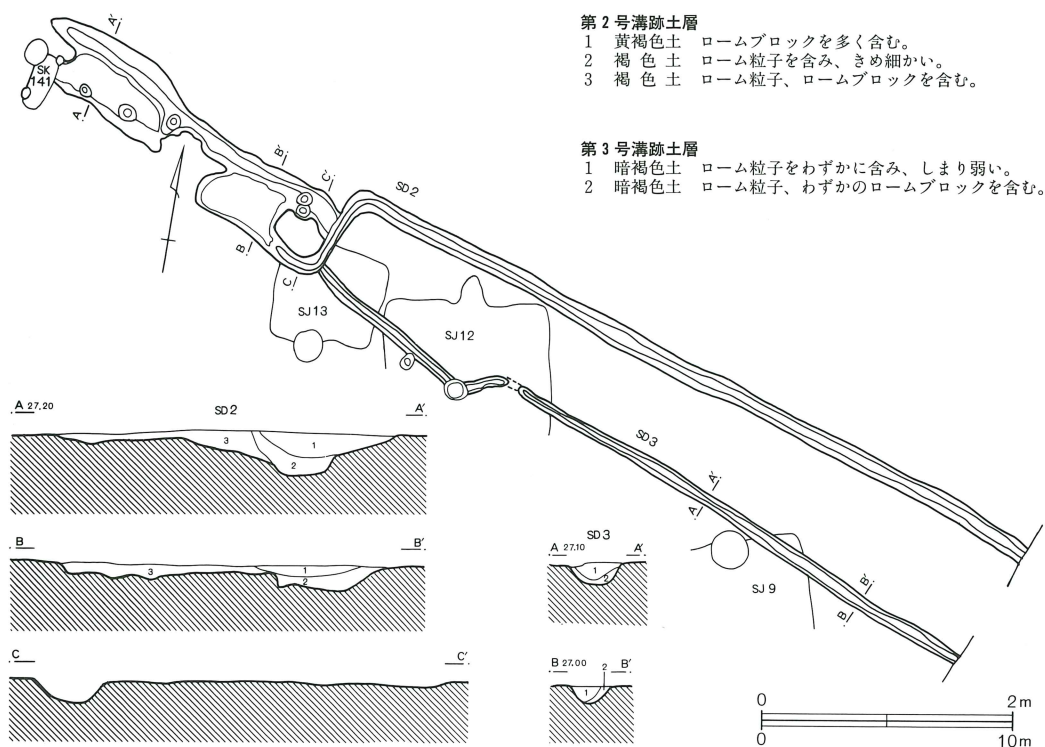 第2号溝跡土層
1 黄褐色土 ロームブロックを多く含む。
2 褐色土 ローム粒子を含み、きめ細かい。
3 褐色土 ローム粒子、ロームブロックを含む。
第3号溝跡土層
1 暗褐色土 ローム粒子をわずかに含み、しまり弱い。
2 暗褐色土 ローム粒子、わずかのロームブロックを含む。
A'
SK
141
A
B'
C'
SD2
B
C
SJ13
SJ12
SD3
A'
A
SJ9
B'
B
A 27.20 SD2 A'
3 1
2
B B'
3 1
2
C C'
SD3
A 27.10 A'
1 2
B 27.00 2 B'
1
0 2m
0 10m